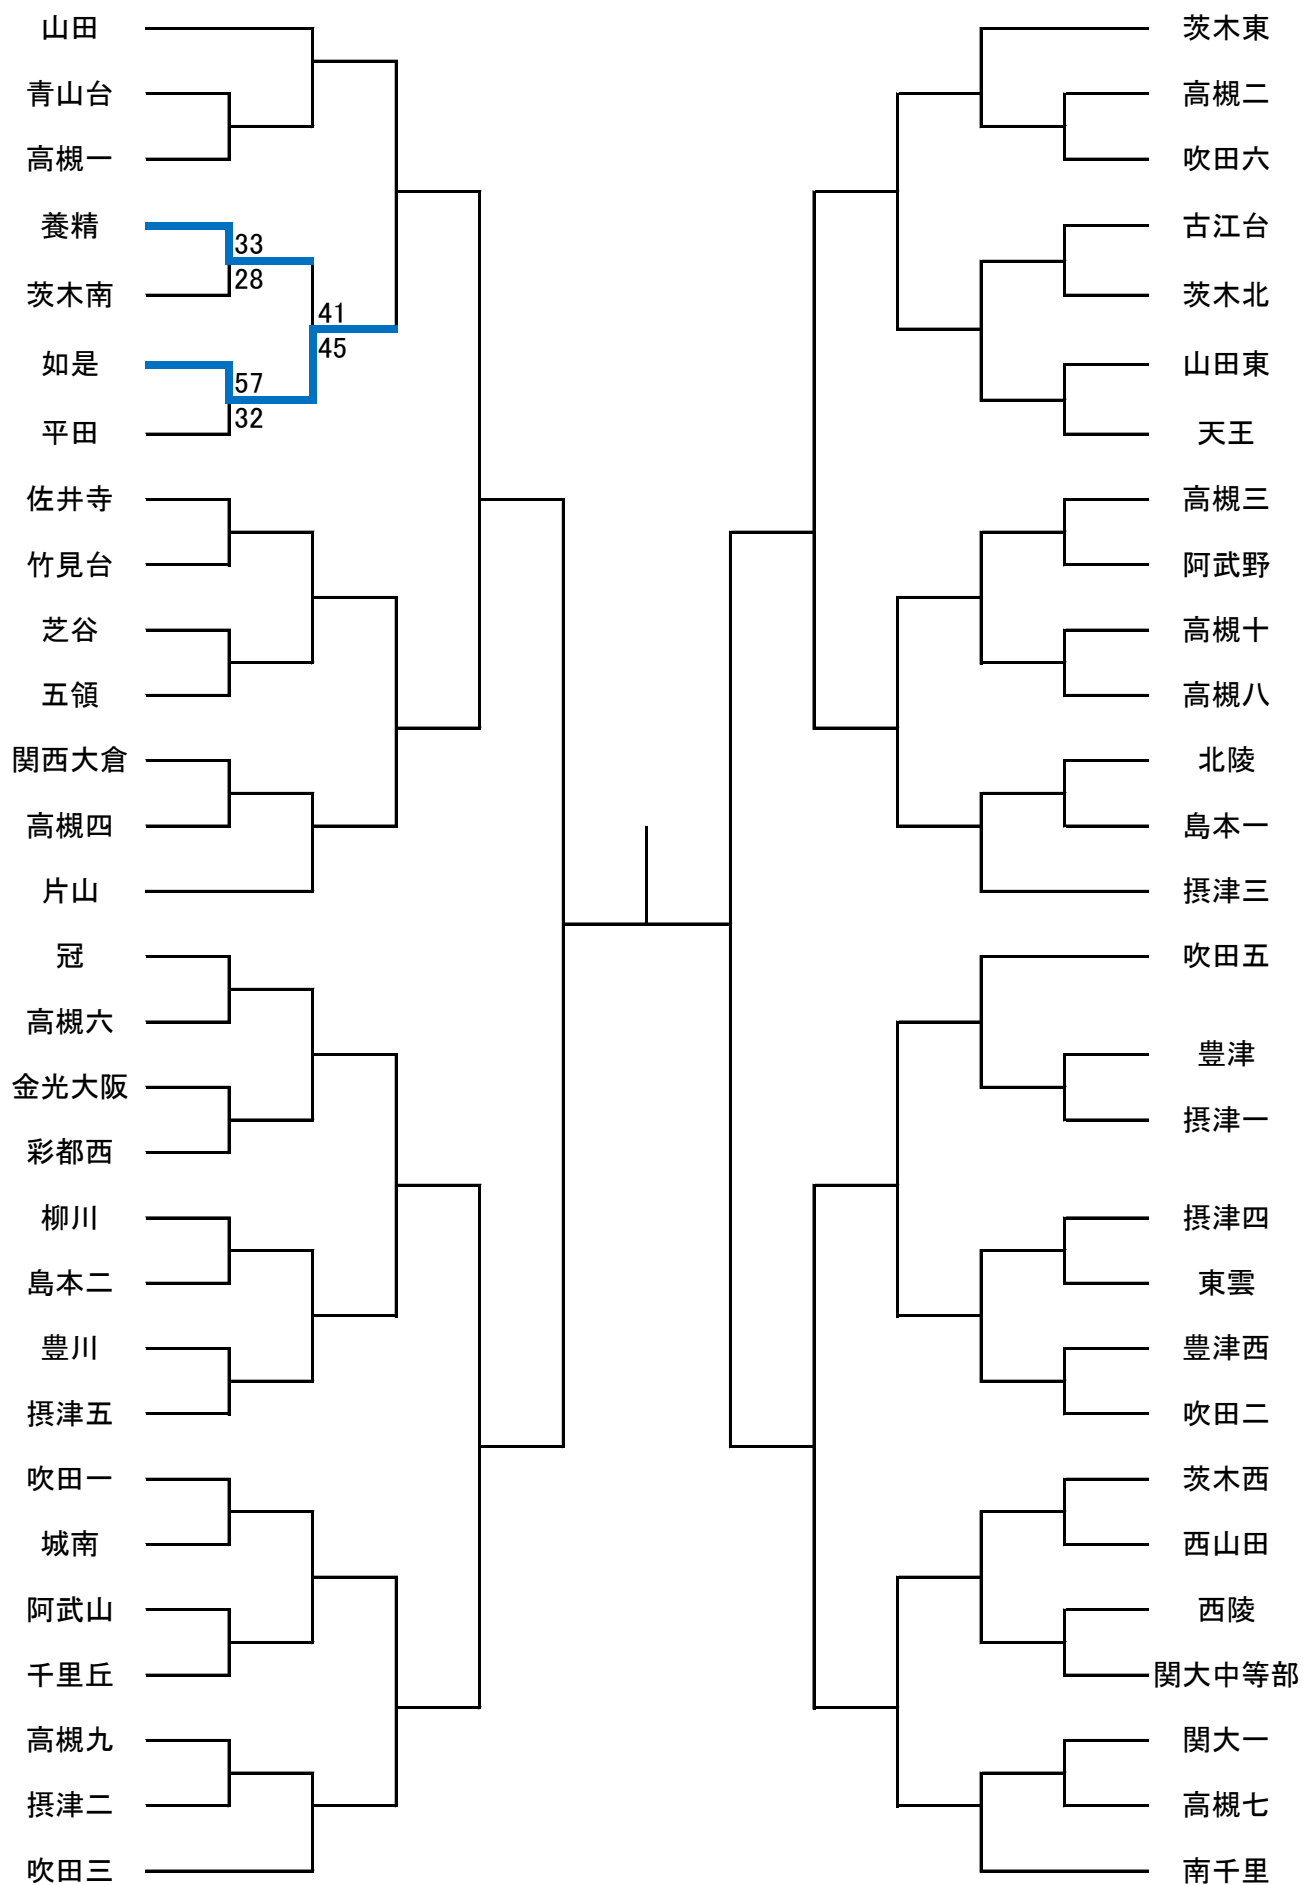 山田
青山台
高槻一
養精
33
28
茨木南
41
45
如是
57
32
平田
佐井寺
竹見台
芝谷
五領
関西大倉
高槻四
片山
冠
高槻六
金光大阪
彩都西
柳川
島本二
豊川
摂津五
吹田一
城南
阿武山
千里丘
高槻九
摂津二
吹田三
茨木東
高槻二
吹田六
古江台
茨木北
山田東
天王
高槻三
阿武野
高槻十
高槻八
北陵
島本一
摂津三
吹田五
豊津
摂津一
摂津四
東雲
豊津西
吹田二
茨木西
西山田
西陵
関大中等部
関大一
高槻七
南千里